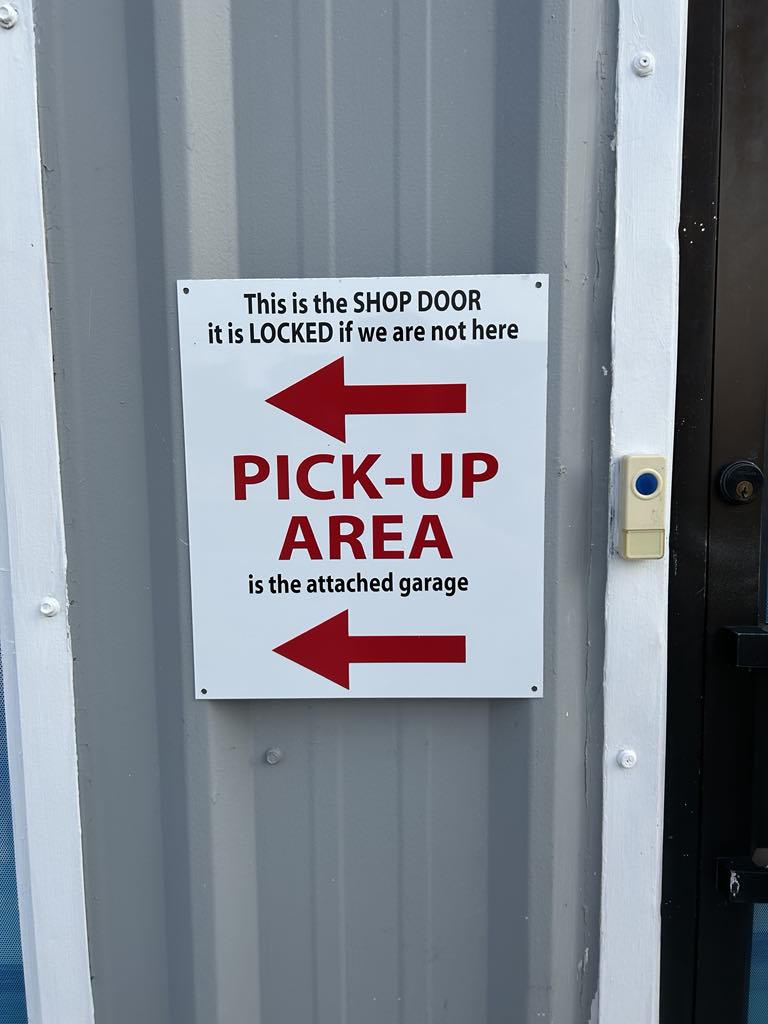 This is the SHOP DOOR
it is LOCKED if we are not here
PICK-UP
AREA
is the attached garage